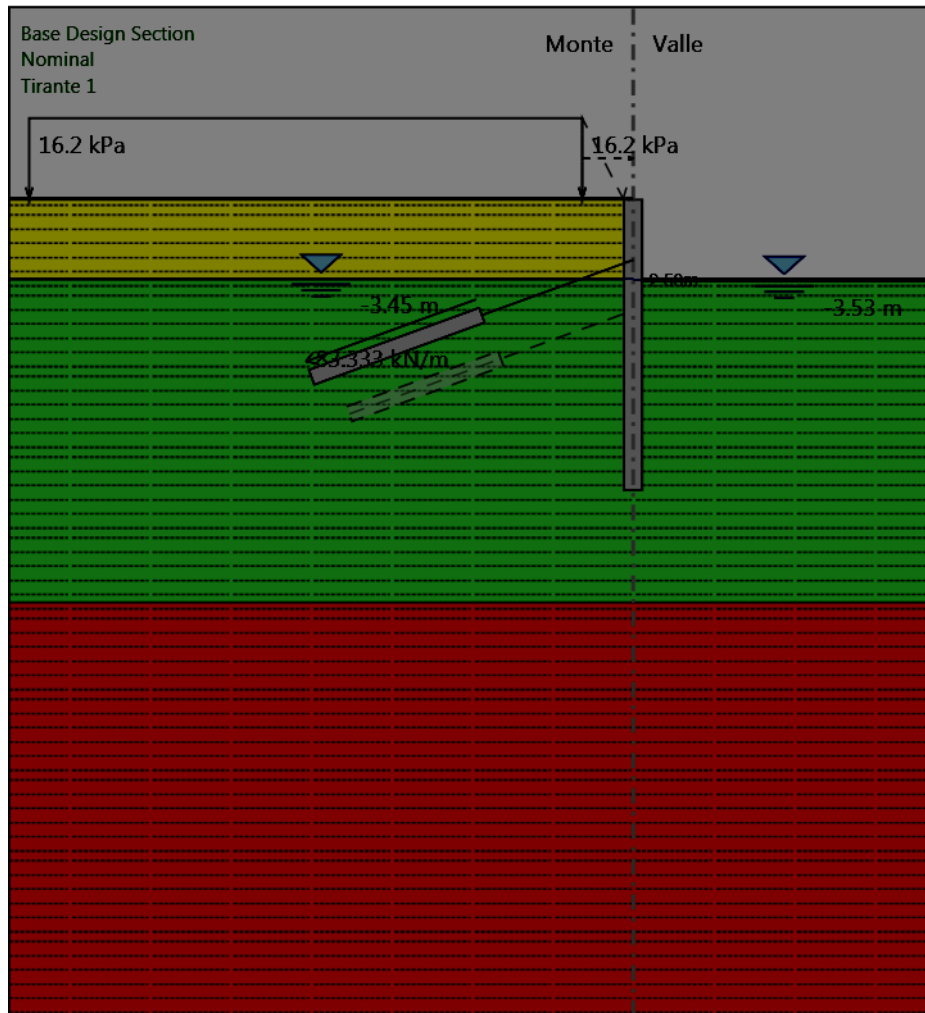 Base Design Section
Nominal
Tirante 1
Monte
Valle
16.2 kPa
16.2 kPa
-3.45 m
-3.53 m